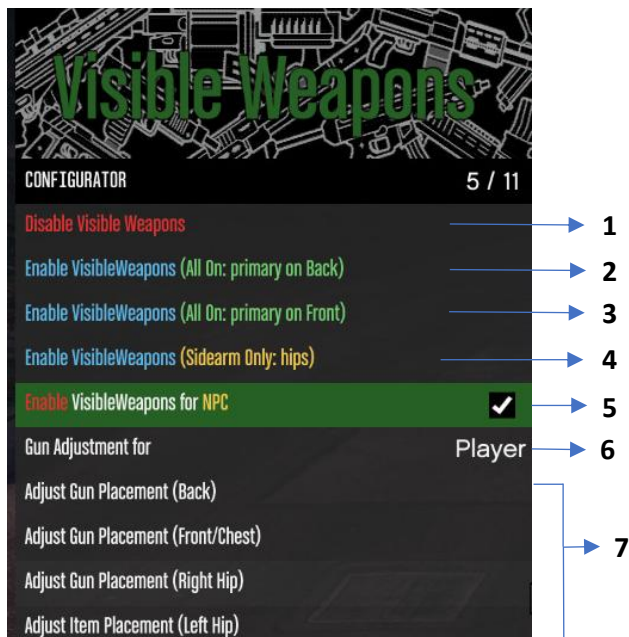 Visible Weapons
CONFIGURATOR 5 / 11
Disable Visible Weapons 1
Enable VisibleWeapons (All On: primary on Back) 2
Enable VisibleWeapons (All On: primary on Front) 3
Enable VisibleWeapons (Sidearm Only: hips) 4
Enable VisibleWeapons for NPC 5
Gun Adjustment for Player 6
Adjust Gun Placement (Back)
Adjust Gun Placement (Front/Chest) 7
Adjust Gun Placement (Right Hip)
Adjust Item Placement (Left Hip)